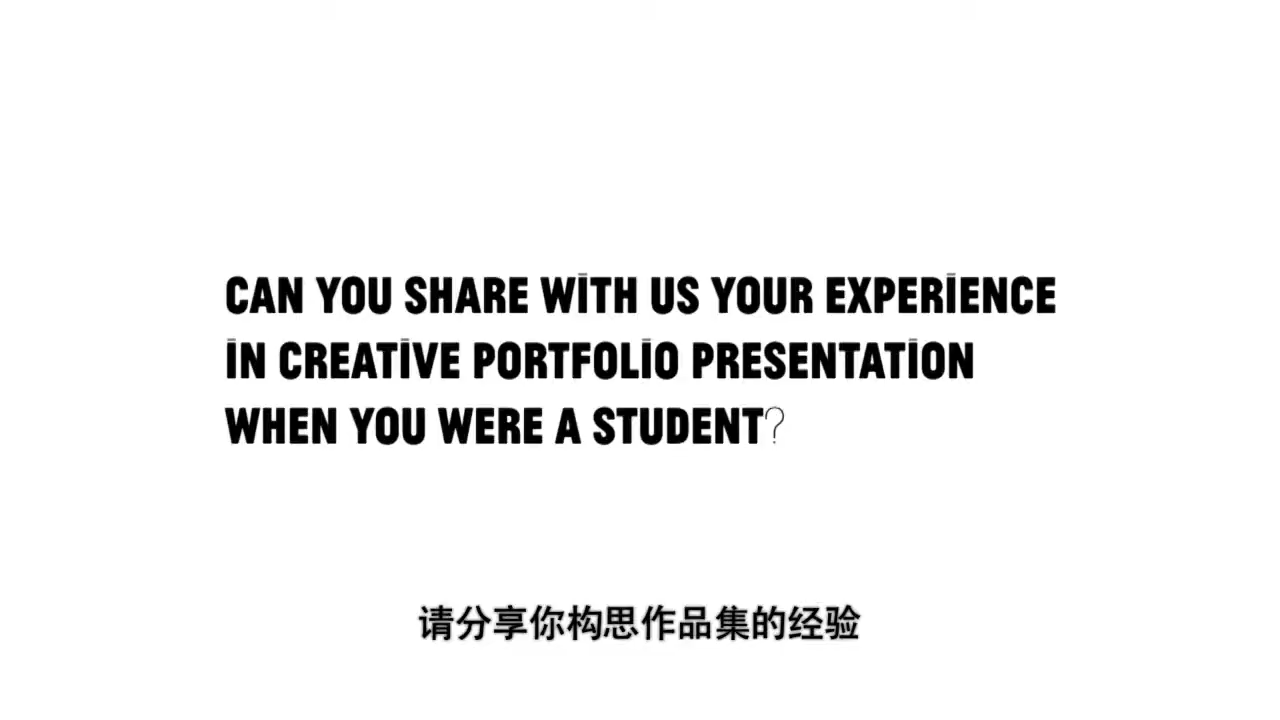 CAN YOU SHARE WITH US YOUR EXPERIENCE
IN CREATIVE PORTFOLIO PRESENTATION
WHEN YOU WERE A STUDENT?
请分享你构思作品集的经验